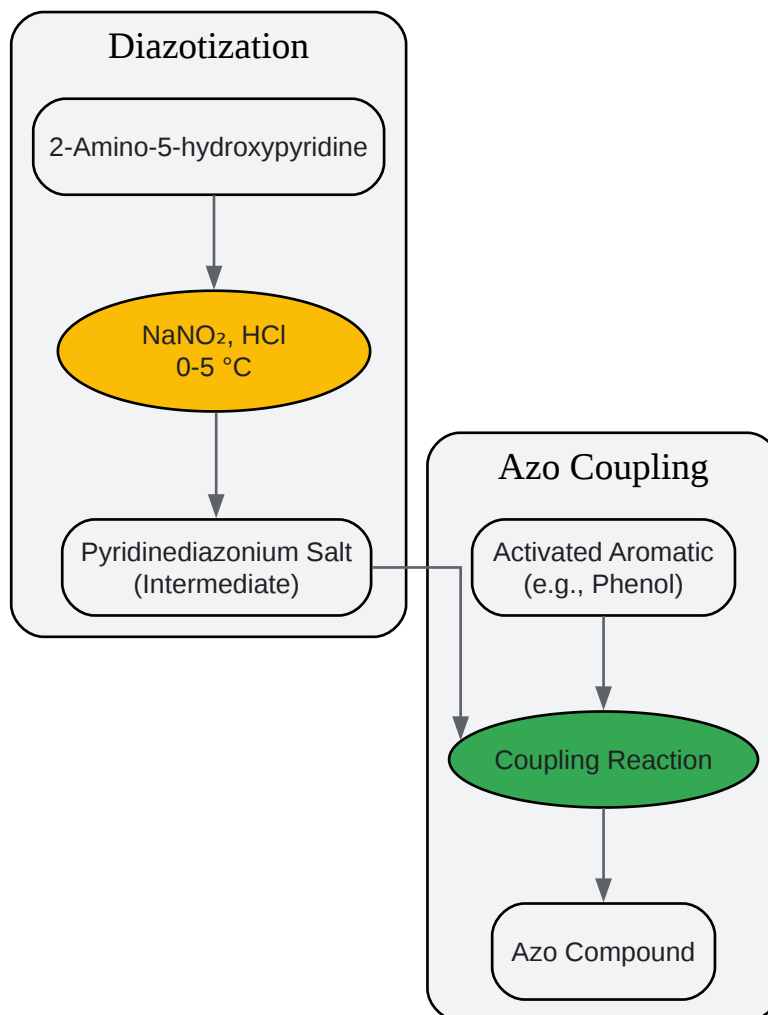 Diazotization
2-Amino-5-hydroxypyridine
NaNO₂, HCl
0-5 °C
Pyridinediazonium Salt
(Intermediate)
Azo Coupling
Activated Aromatic
(e.g., Phenol)
Coupling Reaction
Azo Compound